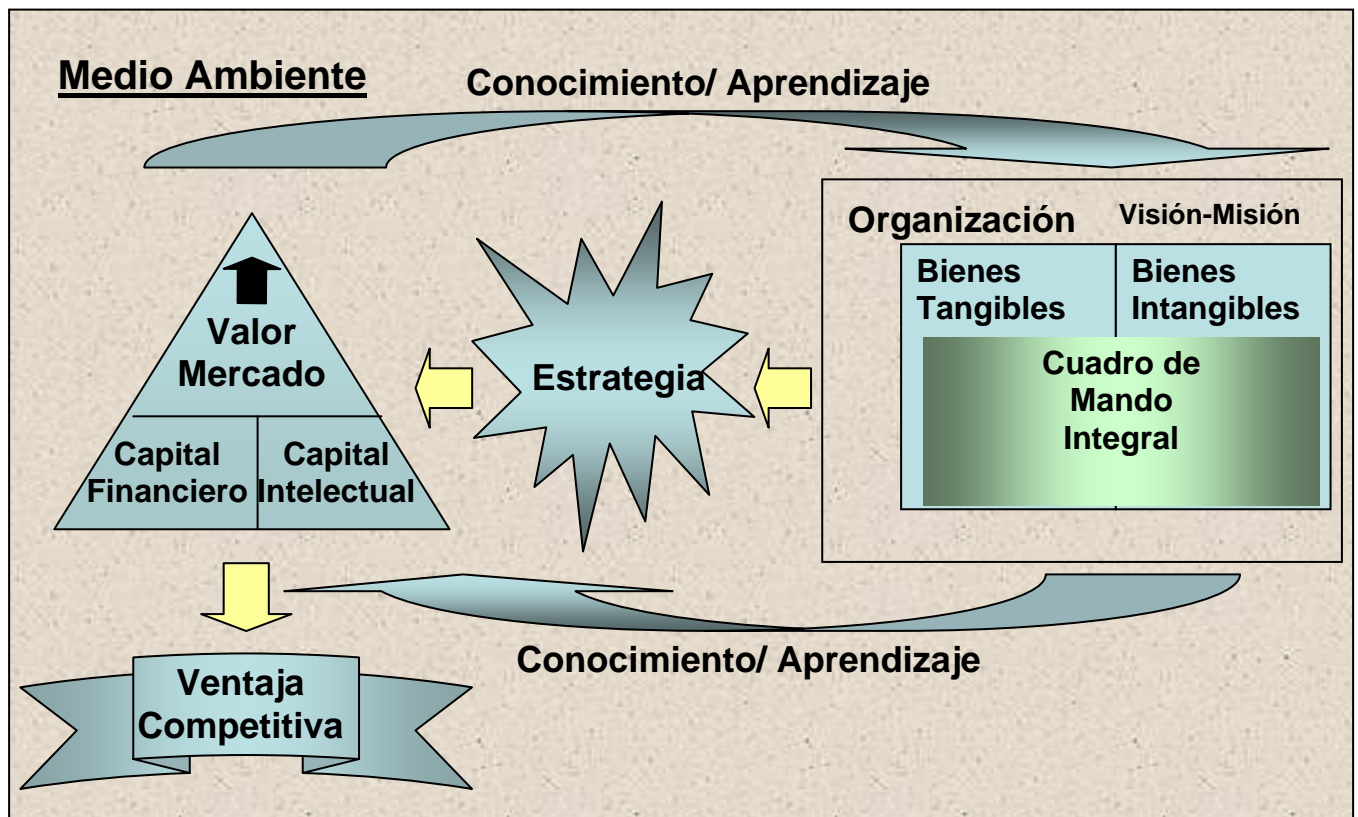 Medio Ambiente
Conocimiento/ Aprendizaje
Organización
Visión-Misión
Bienes
Tangibles
Bienes
Intangibles
Cuadro de
Mando
Integral
Estrategia
Valor
Mercado
Capital
Financiero
Capital
Intelectual
Conocimiento/ Aprendizaje
Ventaja
Competitiva